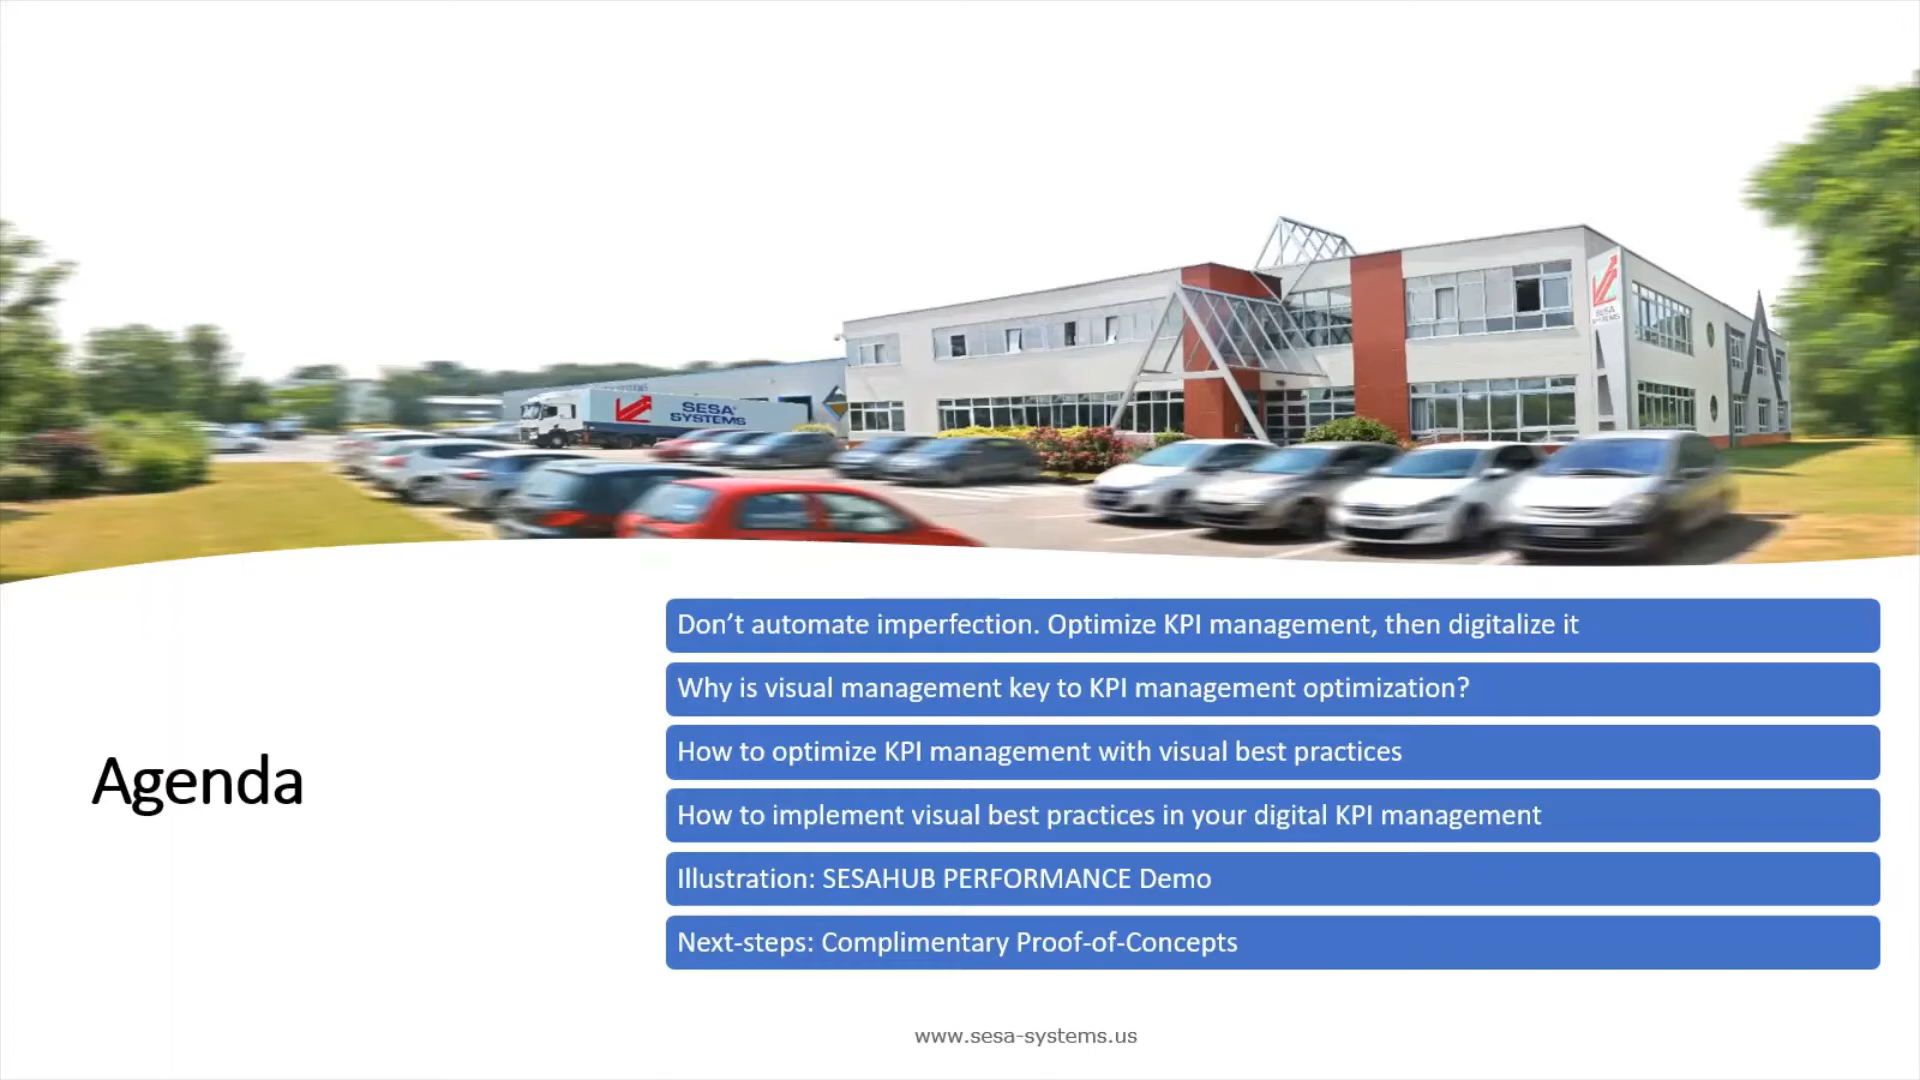 SESA
SYSTEMS
SESA
SYSTEMS
Agenda
Don’t automate imperfection. Optimize KPI management, then digitalize it
Why is visual management key to KPI management optimization?
How to optimize KPI management with visual best practices
How to implement visual best practices in your digital KPI management
Illustration: SESAHUB PERFORMANCE Demo
Next-steps: Complimentary Proof-of-Concepts
www.sesa-systems.us